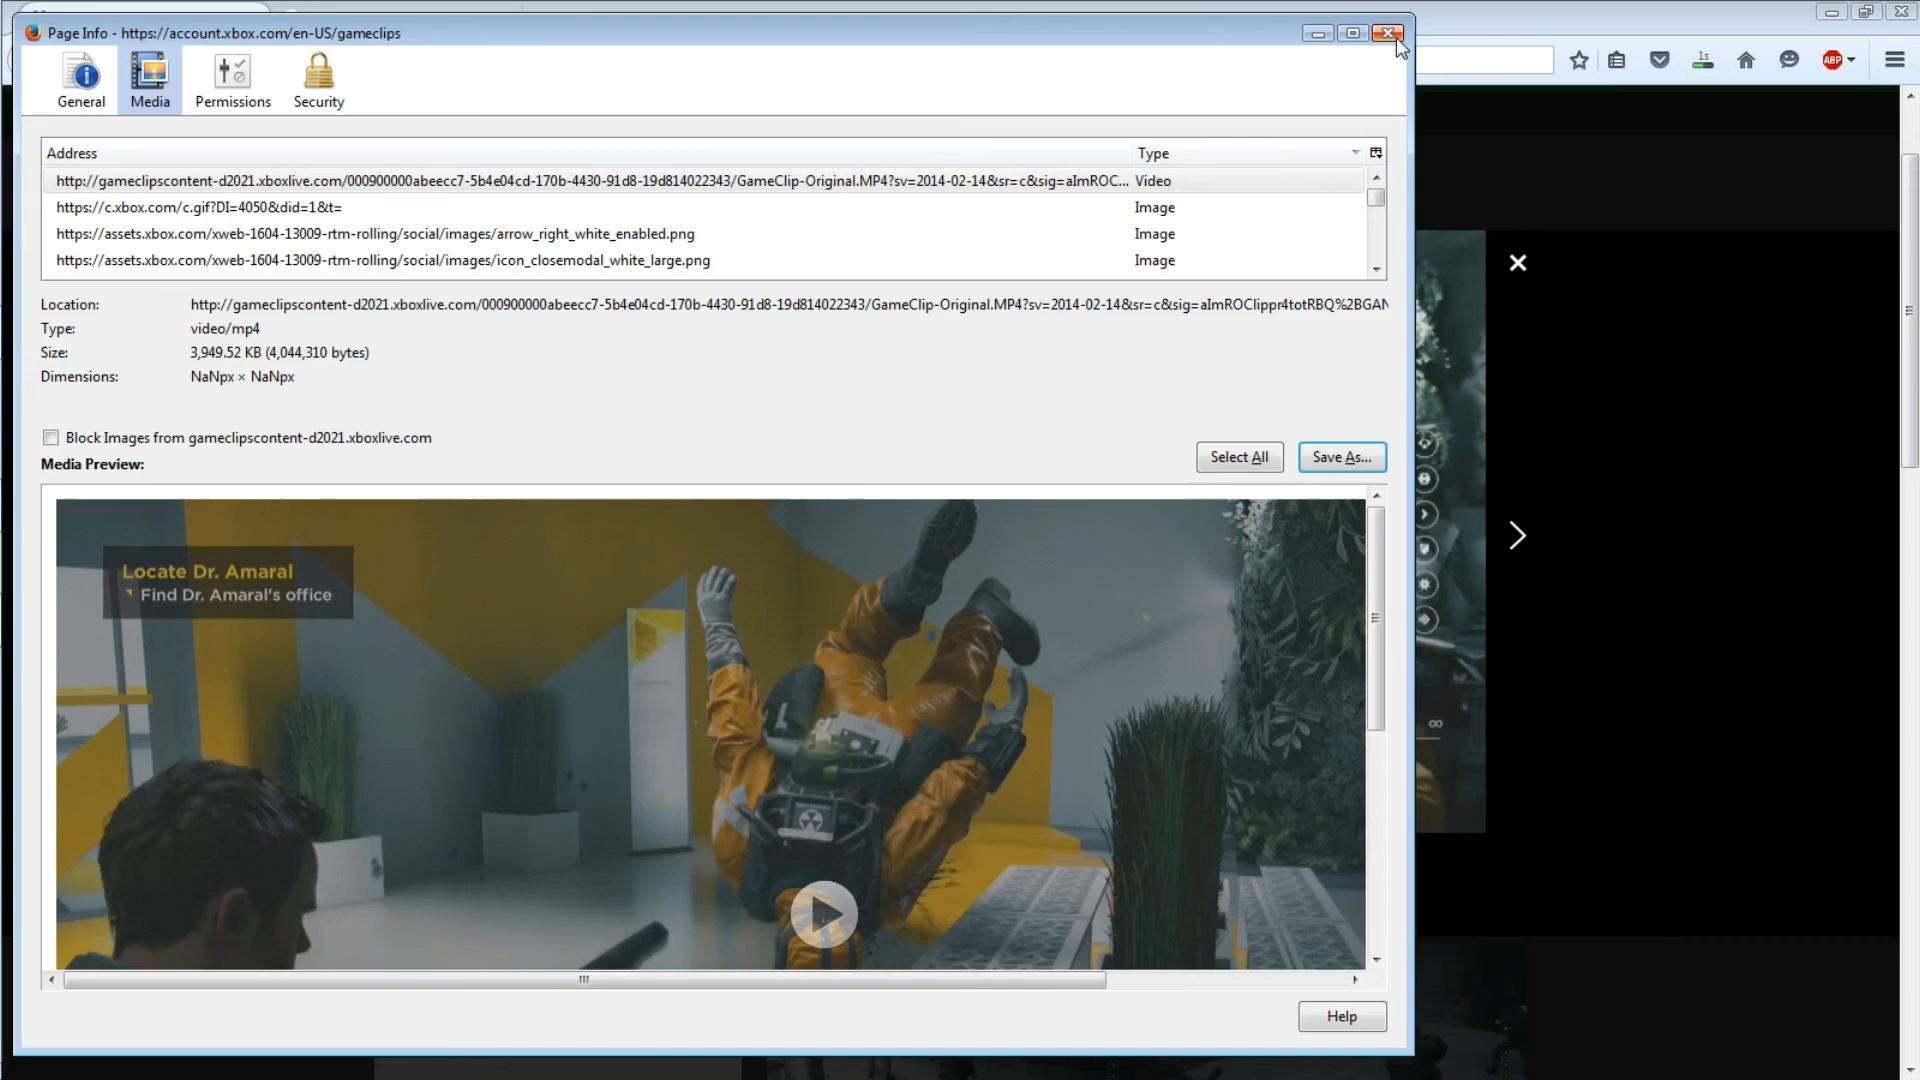 Page Info - https://account.xbox.com/en-US/gameclips
General
Media
Permissions
Security
1s
ABP
Address
Type
http://gameclipscontent-d2021.xboxlive.com/000900000abeecc7-5b4e04cd-170b-4430-91d8-19d814022343/GameClip-Original.MP4?sv=2014-02-14&sr=c&sig=aImROC... Video
https://c.xbox.com/c.gif?DI=4050&did=1&t= Image
https://assets.xbox.com/xweb-1604-13009-rtm-rolling/social/images/arrow_right_white_enabled.png Image
https://assets.xbox.com/xweb-1604-13009-rtm-rolling/social/images/icon_closemodal_white_large.png Image
Location: http://gameclipscontent-d2021.xboxlive.com/000900000abeecc7-5b4e04cd-170b-4430-91d8-19d814022343/GameClip-Original.MP4?sv=2014-02-14&sr=c&sig=aImROClippr4totRBQ%2BGAN
Type: video/mp4
Size: 3,949.52 KB (4,044,310 bytes)
Dimensions: NaNpx × NaNpx
Block Images from gameclipscontent-d2021.xboxlive.com
Media Preview:
Select All
Save As...
Locate Dr. Amaral
Find Dr. Amaral's office
∞
Help